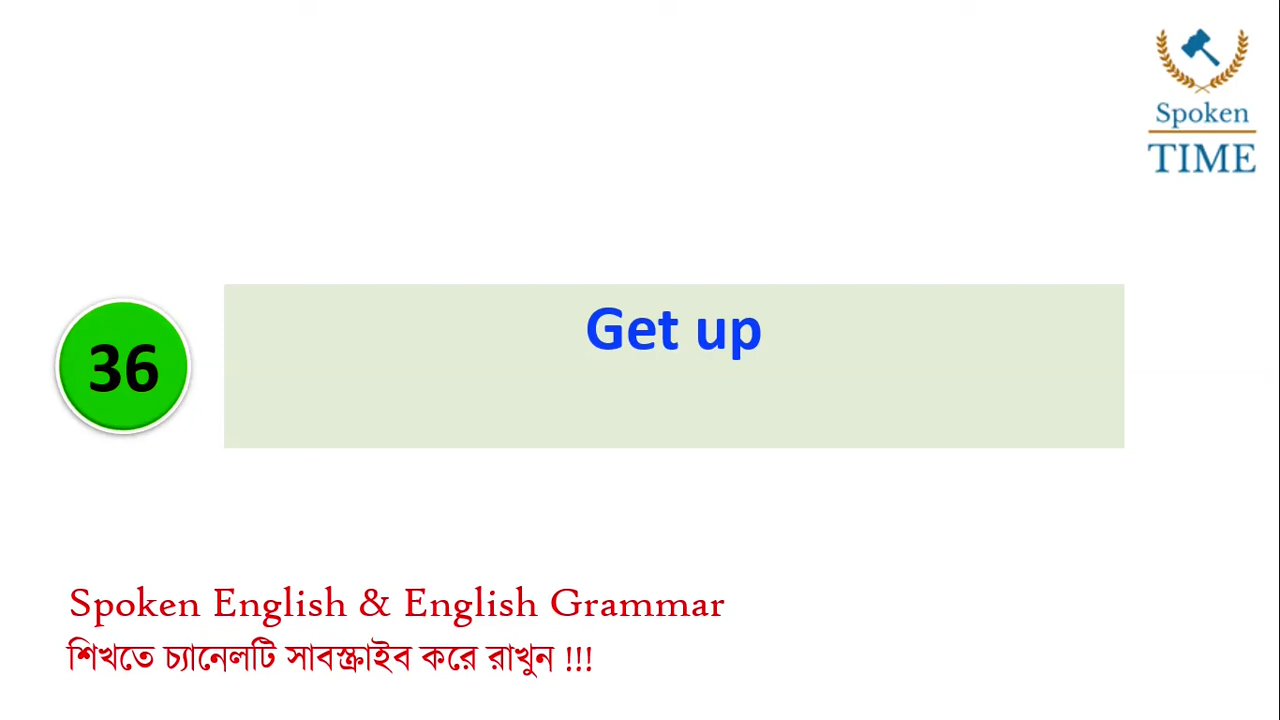 Spoken
TIME
Get up
36
Spoken English & English Grammar
শিখতে চ্যানেলটি সাবস্ক্রাইব করে রাখুন !!!